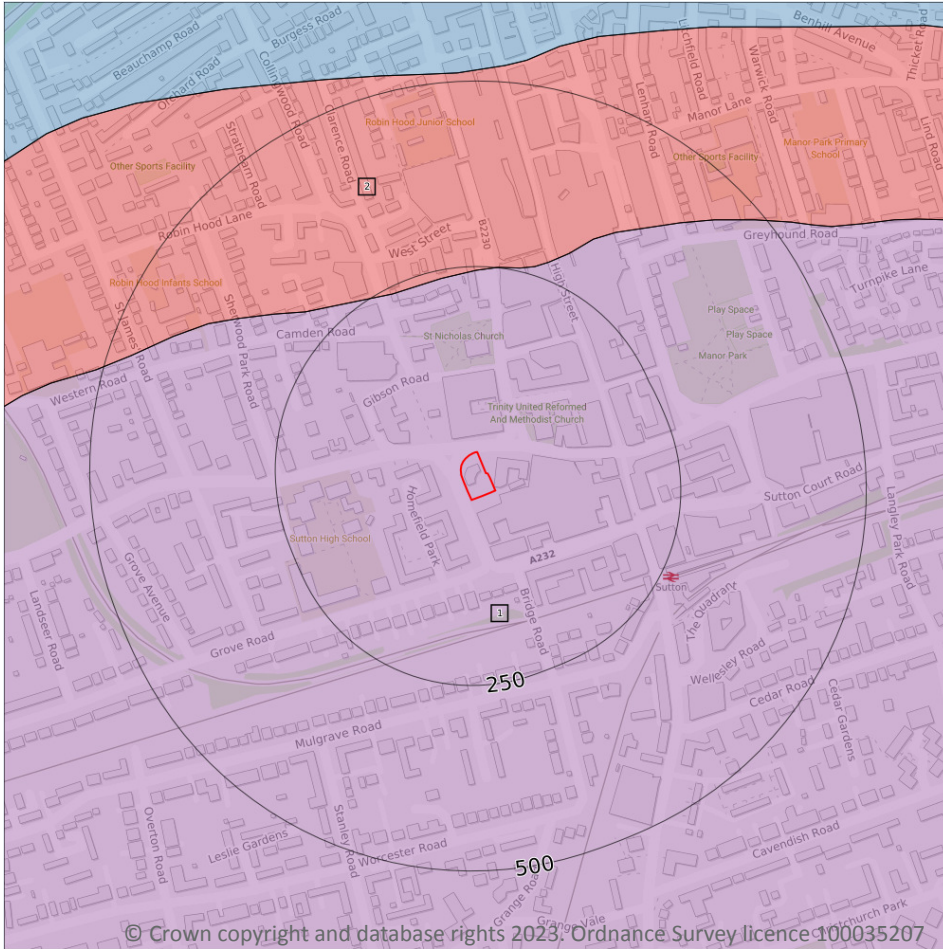 Burgess Road
Benhill Avenue
Thicket Road
Beauchamp Road
Collingwood Road
Litchfield Road
Warwick Road
Orchard Road
Clarence Road
Lenham Road
Manor Lane
Lind Road
Robin Hood Junior School
Strathearn Road
Manor Park Primary
School
Other Sports Facility
Other Sports Facility
2
Robin Hood Lane
West Street
B2230
Greyhound Road
High Street
Turnpike Lane
Robin Hood Infants School
St James' Road
Sherwood Park Road
Camden Road
St Nicholas Church
Play Space
Play Space
Manor Park
Western Road
Gibson Road
Trinity United Reformed
And Methodist Church
Sutton Court Road
Homefield Park
Langley Park Road
Sutton High School
A232
Grove Avenue
Landseer Road
Sutton
The Quadrant
1
Bridge Road
Grove Road
Wellesley Road
250
Cedar Road
Cedar Gardens
Mulgrave Road
Overton Road
Stanley Road
Leslie Gardens
Worcester Road
Cavendish Road
500
Grange Road
Grange Vale
Christchurch Park
© Crown copyright and database rights 2023. Ordnance Survey licence 100035207